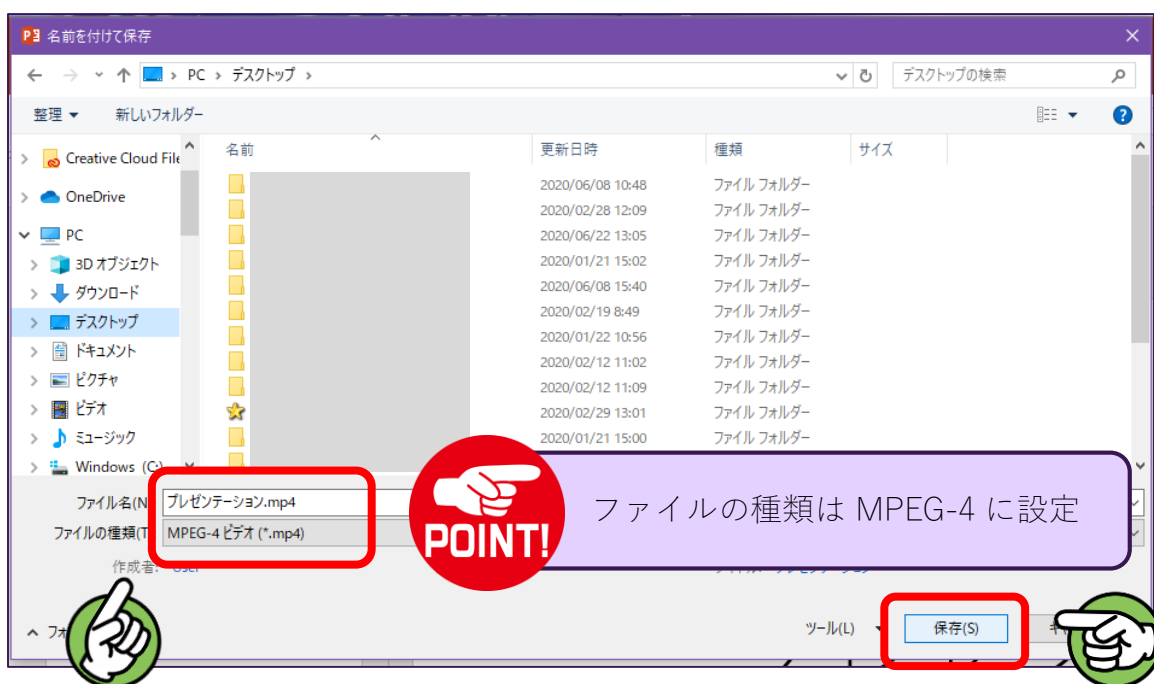 名前を付けて保存
PC › デスクトップ ›
デスクトップの検索
整理 新しいフォルダー
名前 更新日時 種類 サイズ
Creative Cloud File
OneDrive
PC
3D オブジェクト
ダウンロード
デスクトップ
ドキュメント
ピクチャ
ビデオ
ミュージック
Windows (C:)
2020/06/08 10:48 ファイル フォルダー
2020/02/28 12:09 ファイル フォルダー
2020/06/22 13:05 ファイル フォルダー
2020/01/21 15:02 ファイル フォルダー
2020/06/08 15:40 ファイル フォルダー
2020/02/19 8:49 ファイル フォルダー
2020/01/22 10:56 ファイル フォルダー
2020/02/12 11:02 ファイル フォルダー
2020/02/12 11:09 ファイル フォルダー
2020/02/29 13:01 ファイル フォルダー
2020/01/21 15:00 ファイル フォルダー
ファイル名(N プレゼンテーション.mp4
ファイルの種類(T MPEG-4 ビデオ (*.mp4)
POINT!
ファイルの種類は MPEG-4 に設定
作成者: User
ツール(L) 保存(S)